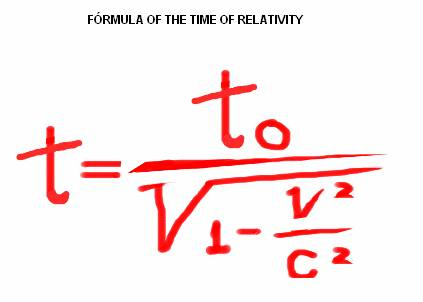 FÓRMULA OF THE TIME OF RELATIVITY
t = t₀ / √(1 - V²/C²)